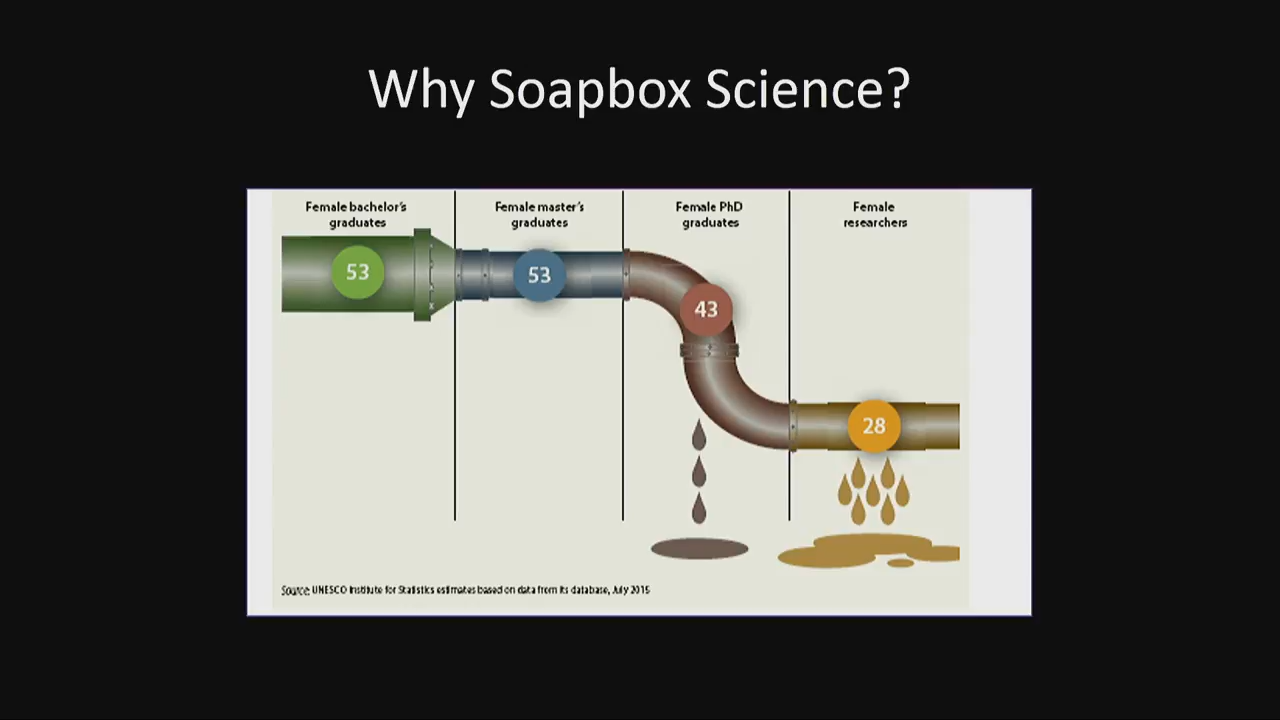 Why Soapbox Science?
Female bachelor's
graduates
Female master's
graduates
Female PhD
graduates
Female
researchers
53
53
43
28
Source: UNESCO Institute for Statistics estimates based on data from its database, July 2015